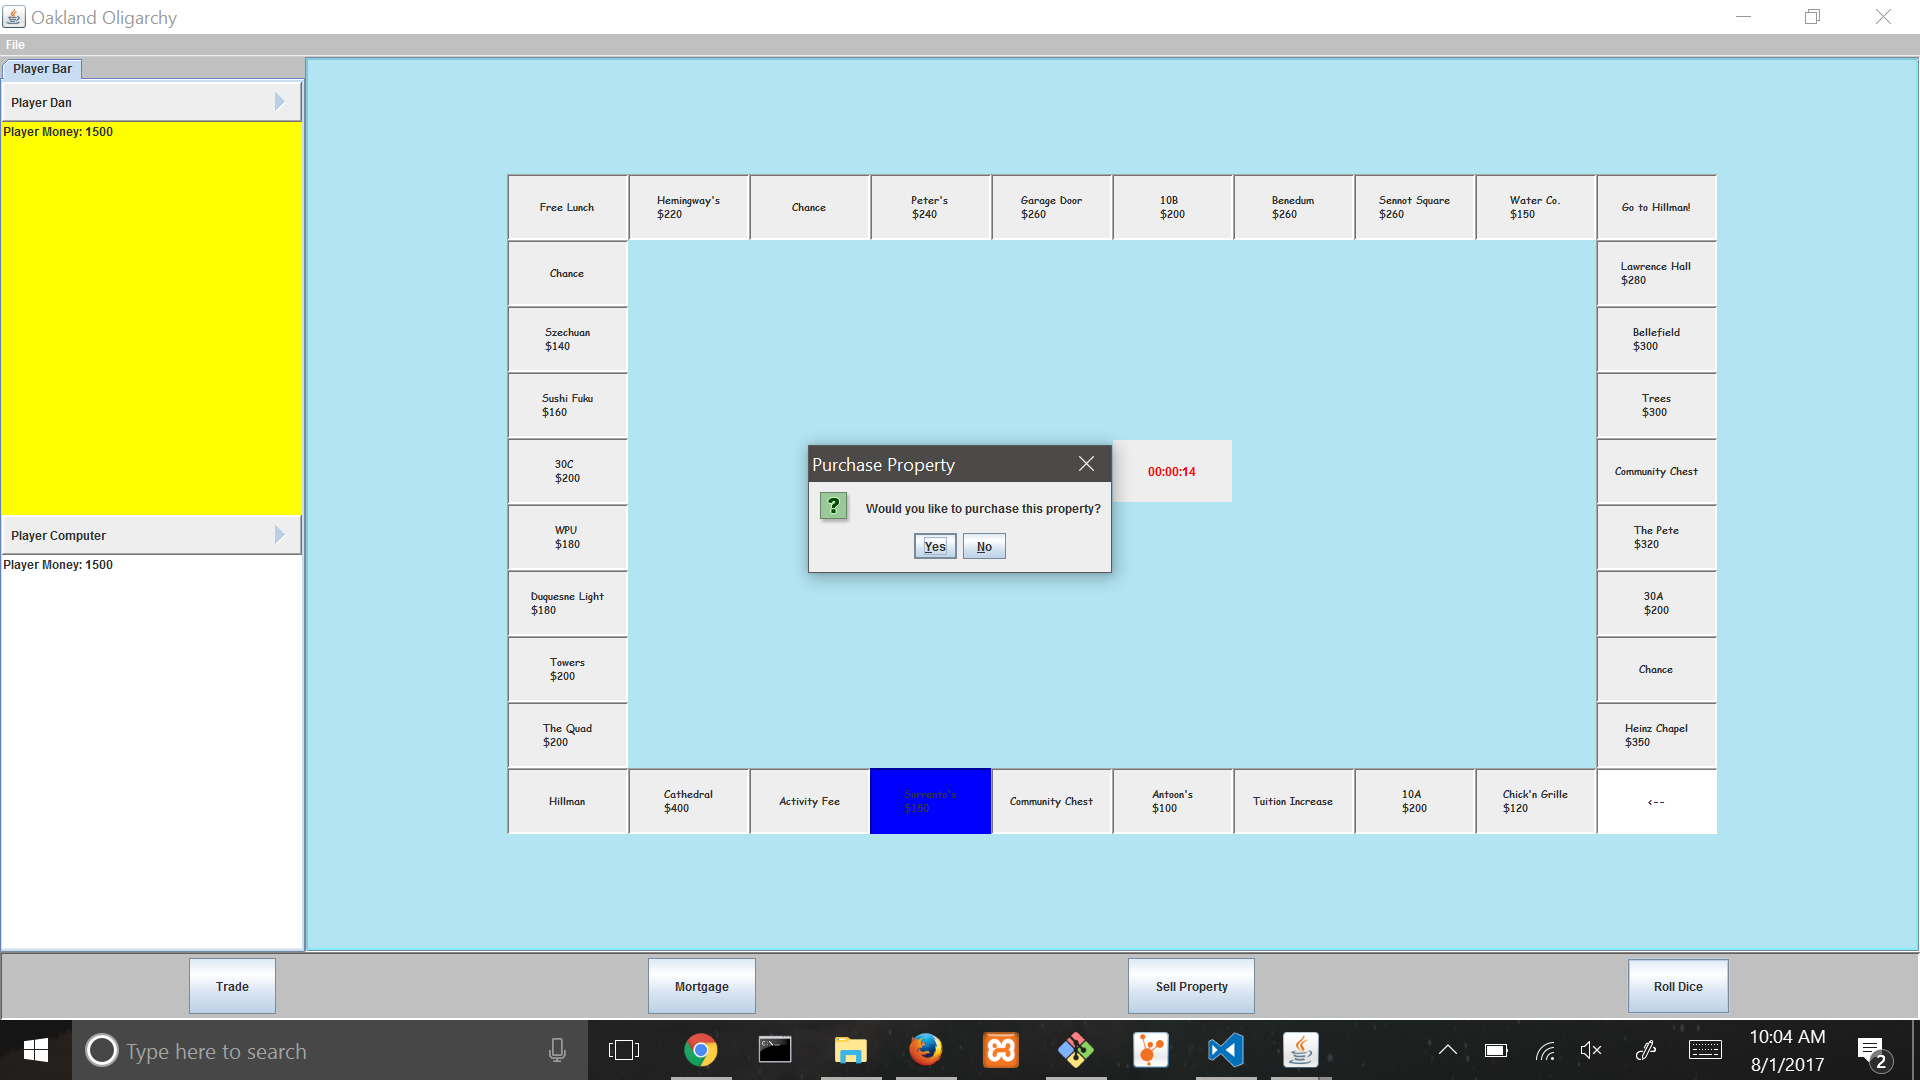 Oakland Oligarchy
File
Player Bar
Player Dan
Player Money: 1500
Player Computer
Player Money: 1500
Free Lunch
Hemingway's
$220
Chance
Peter's
$240
Garage Door
$260
10B
$200
Benedum
$260
Sennot Square
$260
Water Co.
$150
Go to Hillman!
Chance
Lawrence Hall
$280
Szechuan
$140
Bellefield
$300
Sushi Fuku
$160
Trees
$300
30C
$200
Community Chest
WPU
$180
The Pete
$320
Duquesne Light
$180
30A
$200
Towers
$200
Chance
The Quad
$200
Heinz Chapel
$350
Hillman
Cathedral
$400
Activity Fee
Sorrento's
$150
Community Chest
Antoon's
$100
Tuition Increase
10A
$200
Chick'n Grille
$120
<--
Purchase Property
?
Would you like to purchase this property?
Yes
No
00:00:14
Trade
Mortgage
Sell Property
Roll Dice
Type here to search
10:04 AM
8/1/2017
2